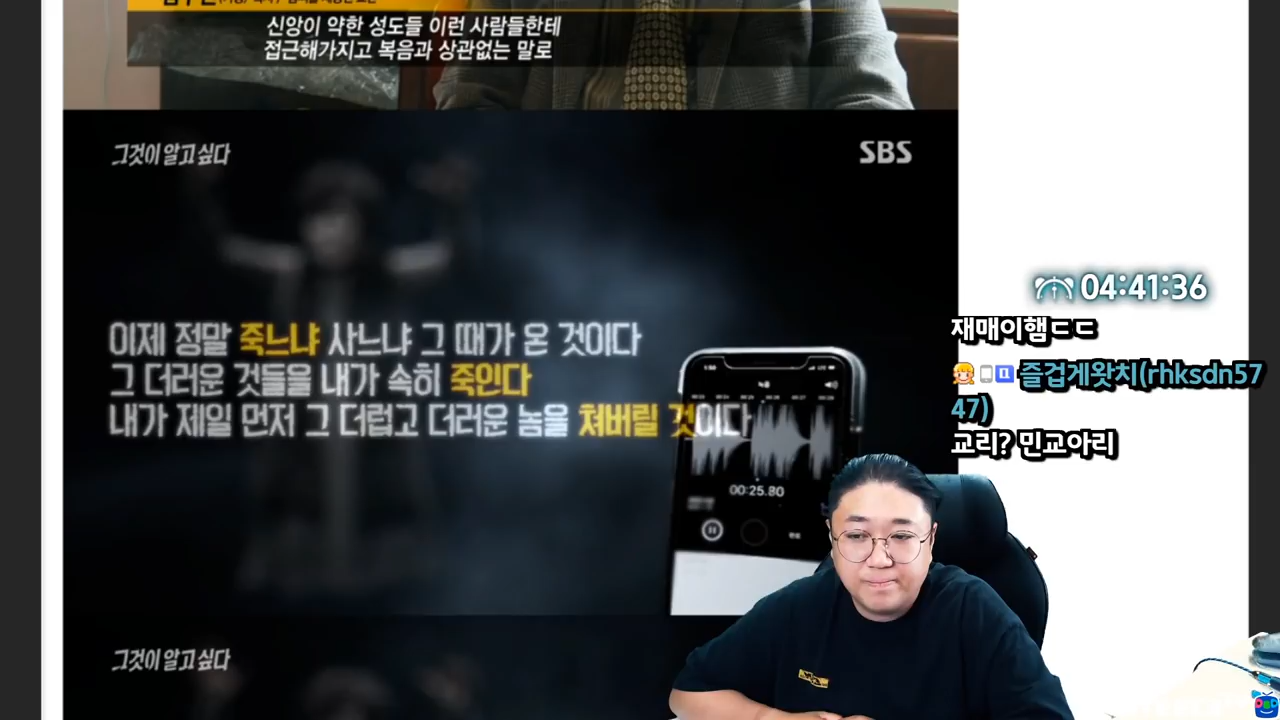 신앙이 약한 성도들 이런 사람들한테
접근해가지고 복음과 상관없는 말로
그것이 알고싶다
SBS
이제 정말 죽느냐 사느냐 그 때가 온 것이다
그 더러운 것들을 내가 속히 죽인다
내가 제일 먼저 그 더럽고 더러운 놈을 쳐버릴 것이다
00:25.80
04:41:36
재매이햄ㄷㄷ
즐겁게왓치(rhksdn57
47)
교리? 민교아리
그것이 알고싶다